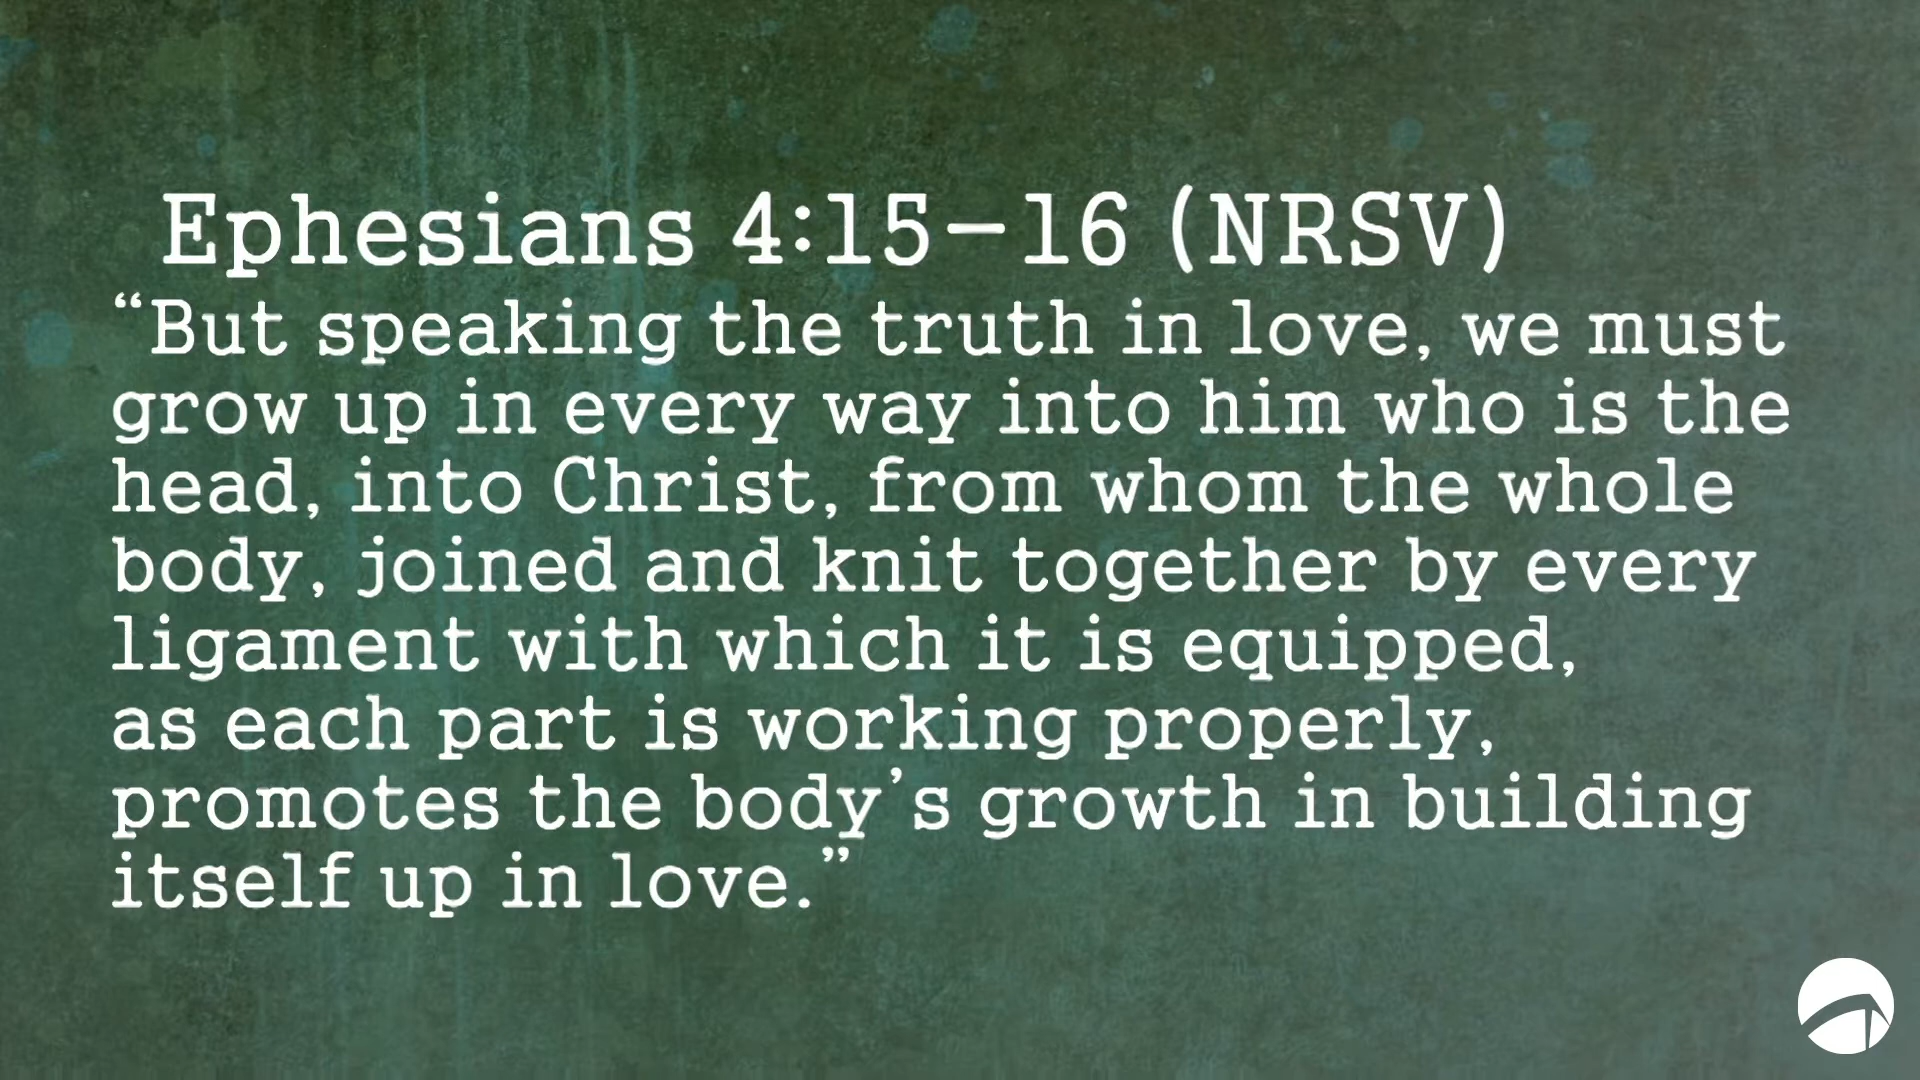 Ephesians 4:15–16 (NRSV)
“But speaking the truth in love, we must
grow up in every way into him who is the
head, into Christ, from whom the whole
body, joined and knit together by every
ligament with which it is equipped,
as each part is working properly,
promotes the body’s growth in building
itself up in love.”